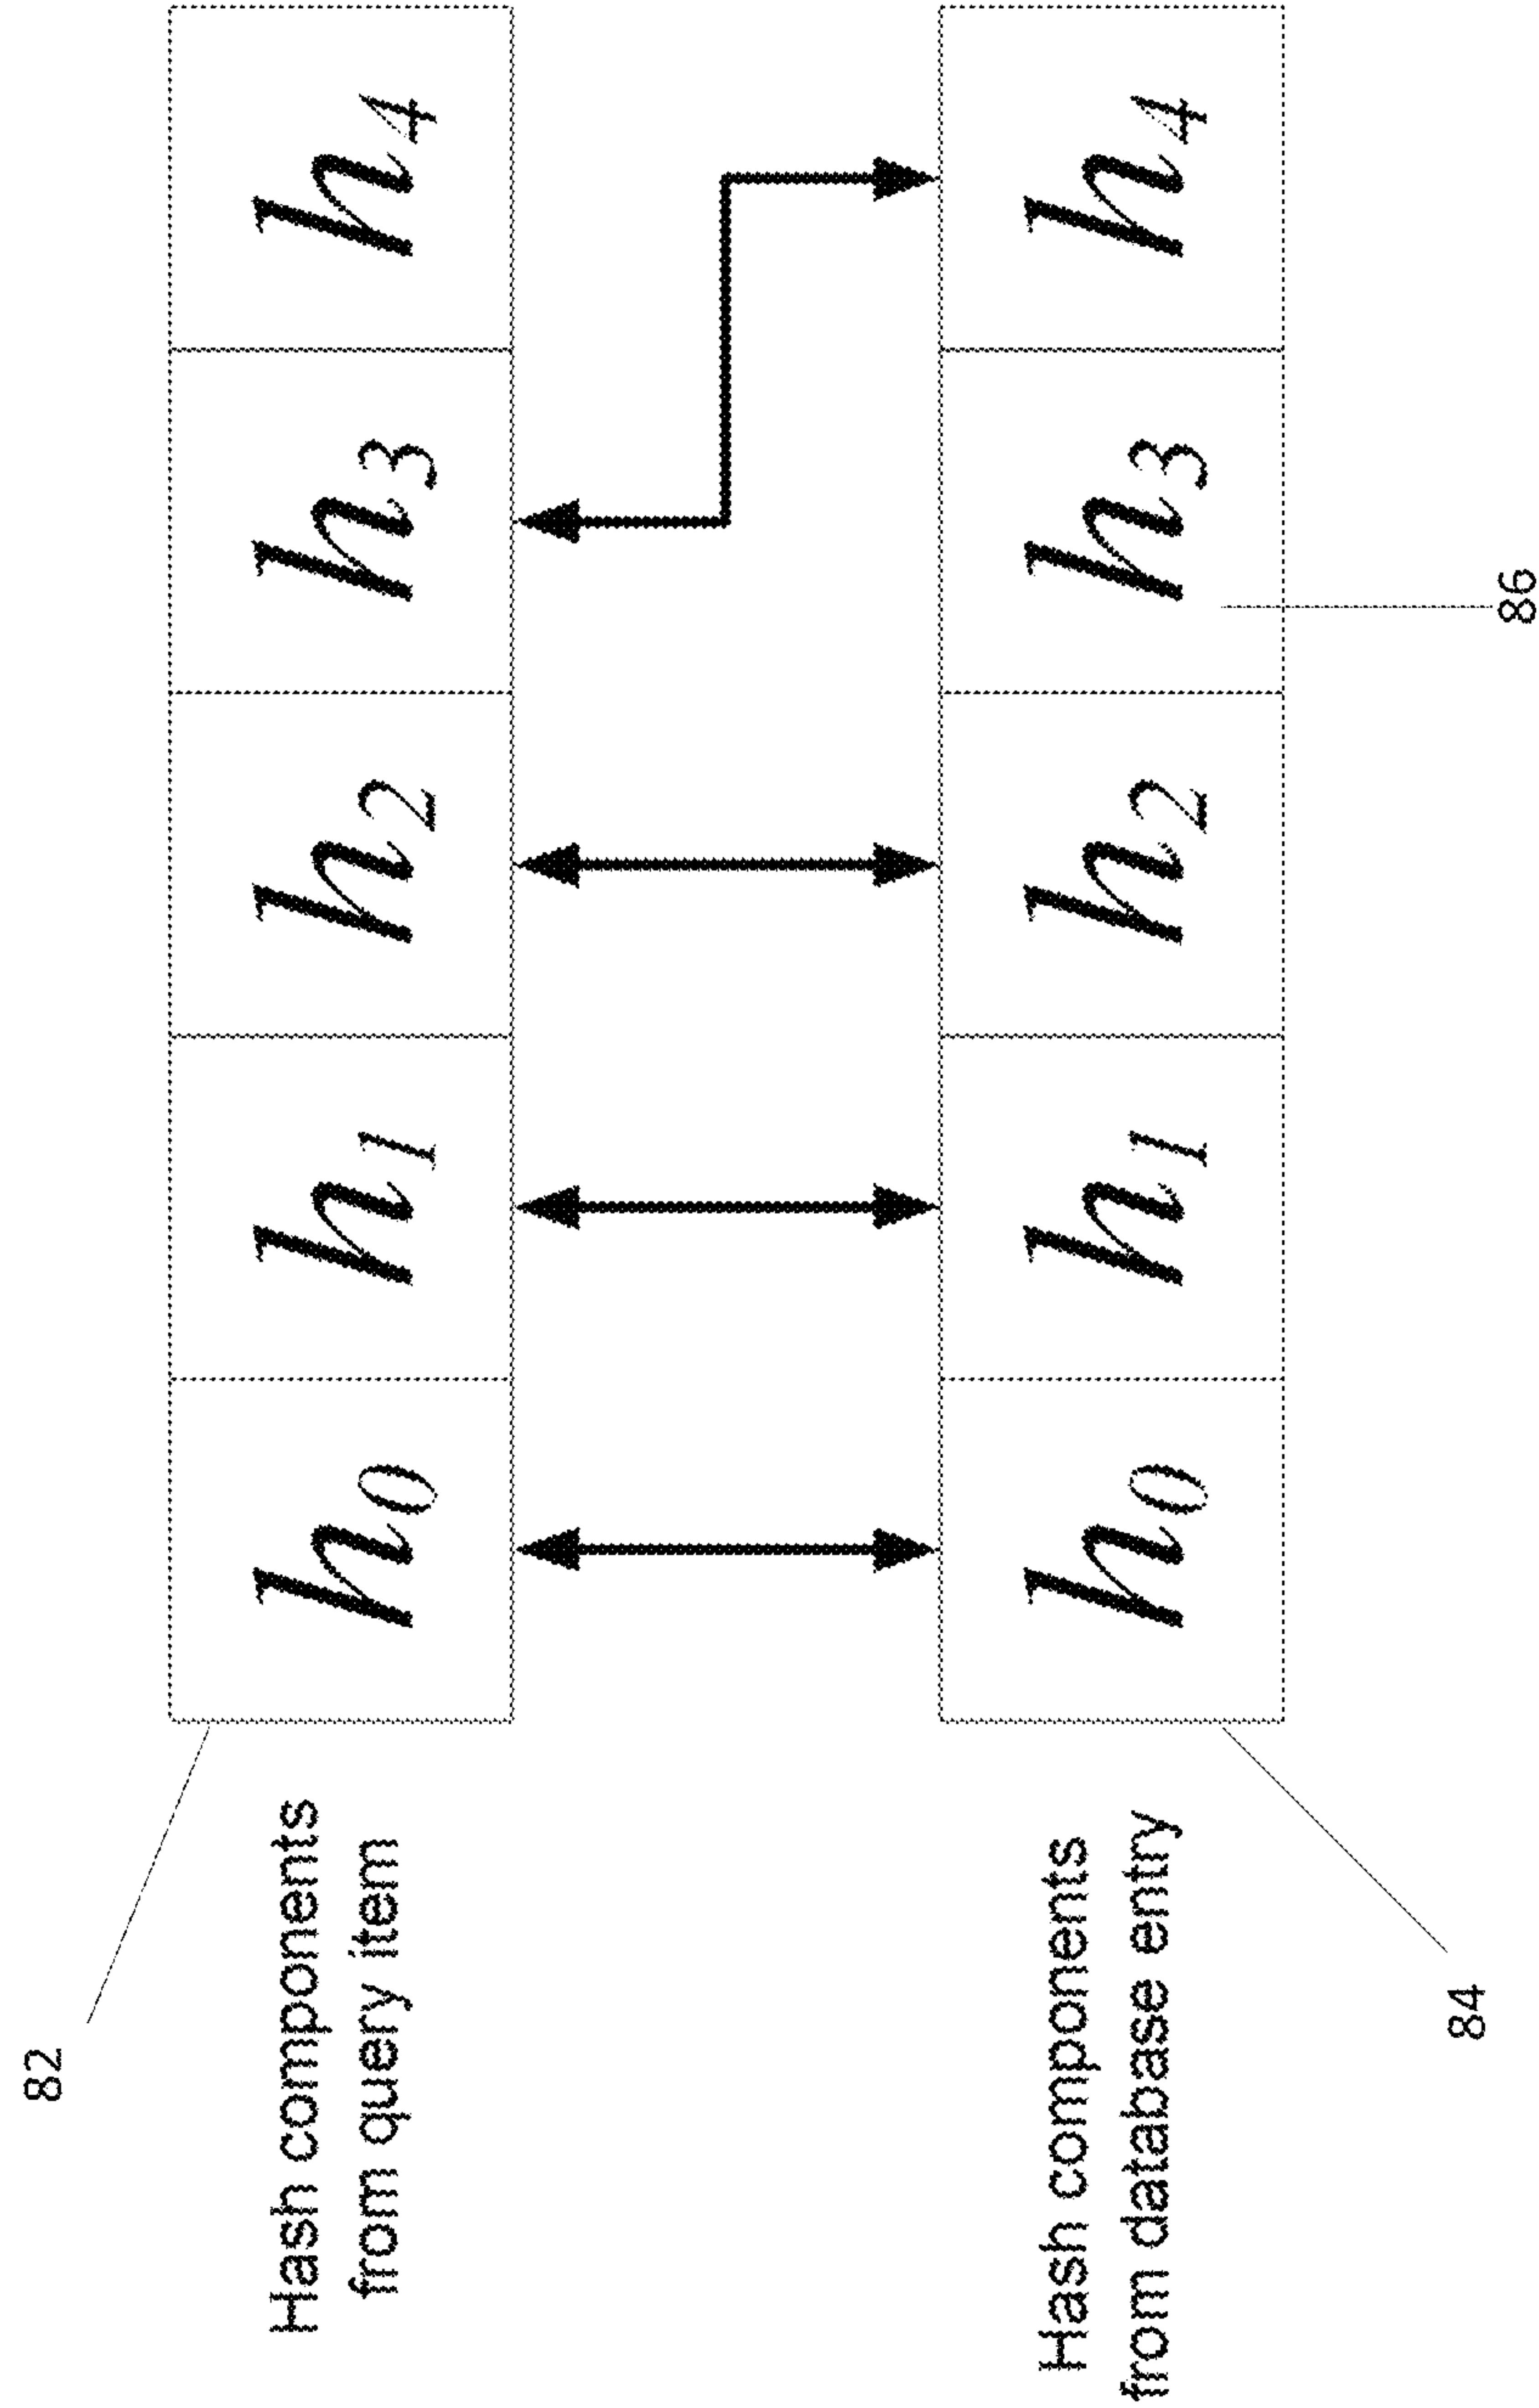 82
Hash components
from query item
h0 h1 h2 h3 h4
Hash components
from database entry
h0 h1 h2 h3 h4
84
86